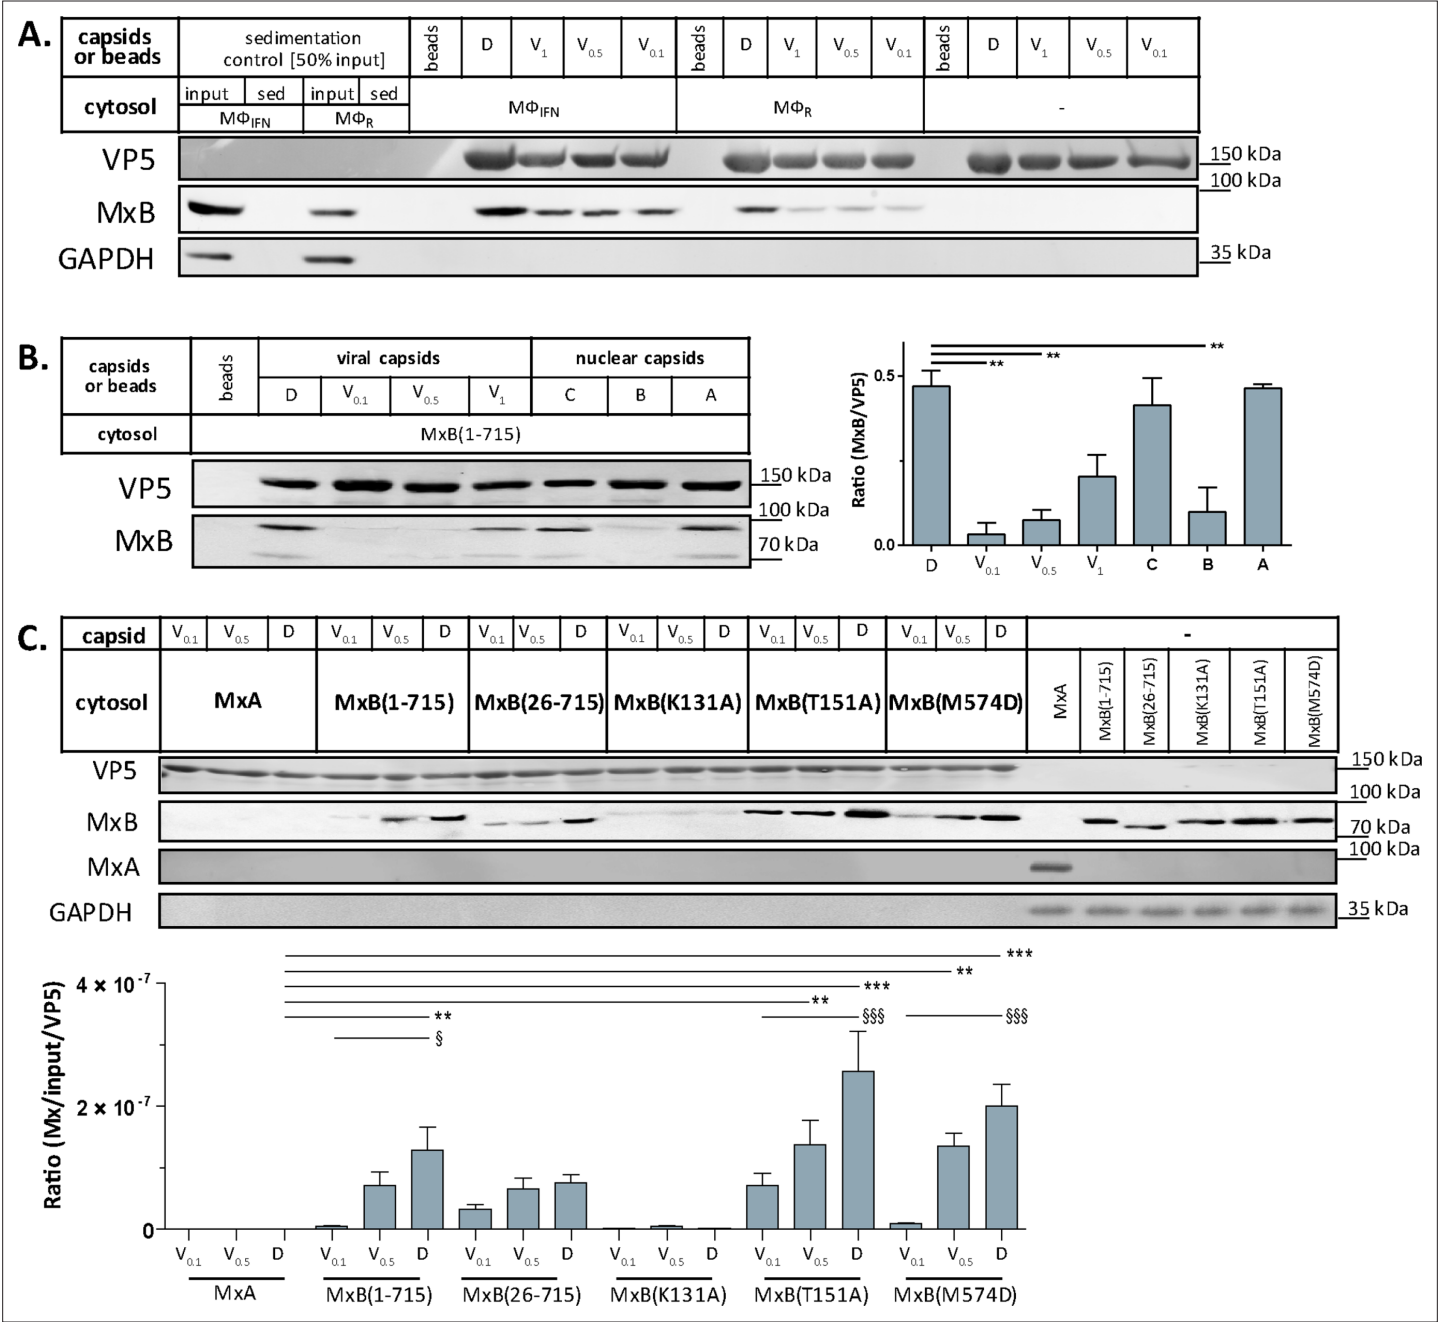 A.
capsids or beads
sedimentation control [50% input]
beads D V1 V0.5 V0.1 beads D V1 V0.5 V0.1 beads D V1 V0.5 V0.1
cytosol
input sed input sed
MΦIFN MΦR
MΦIFN MΦR -
VP5
150 kDa
100 kDa
MxB
GAPDH
35 kDa
B.
capsids or beads
beads
viral capsids nuclear capsids
D V0.1 V0.5 V1 C B A
cytosol
MxB(1-715)
VP5
150 kDa
100 kDa
MxB
70 kDa
Ratio (MxB/VP5)
0.5
0.0
**
**
**
D V0.1 V0.5 V1 C B A
C.
capsid V0.1 V0.5 D V0.1 V0.5 D V0.1 V0.5 D V0.1 V0.5 D V0.1 V0.5 D V0.1 V0.5 D -
cytosol MxA MxB(1-715) MxB(26-715) MxB(K131A) MxB(T151A) MxB(M574D) MxA MxB(1-715) MxB(26-715) MxB(K131A) MxB(T151A) MxB(M574D)
VP5
150 kDa
100 kDa
MxB
70 kDa
100 kDa
MxA
GAPDH
35 kDa
Ratio (Mx/input/VP5)
4 × 10-7
2 × 10-7
0
***
**
***
**
** §§§ §§§
§
V0.1 V0.5 D V0.1 V0.5 D V0.1 V0.5 D V0.1 V0.5 D V0.1 V0.5 D V0.1 V0.5 D
MxA MxB(1-715) MxB(26-715) MxB(K131A) MxB(T151A) MxB(M574D)